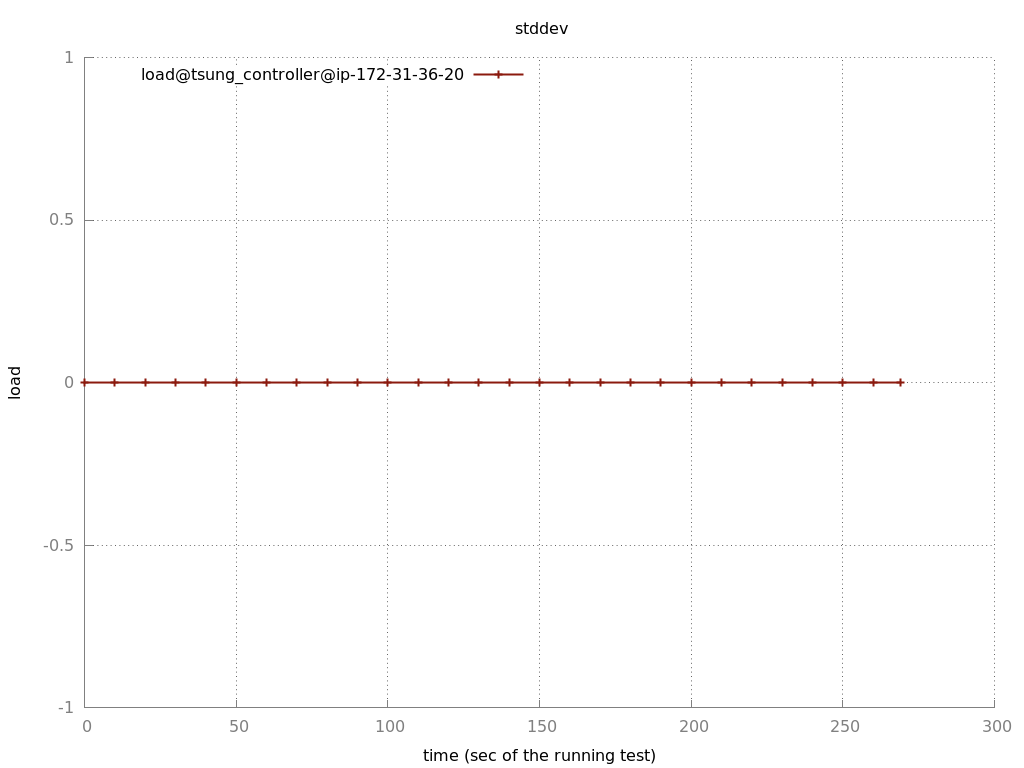 stddev
load@tsung_controller@ip-172-31-36-20
1
0.5
0
-0.5
-1
load
0 50 100 150 200 250 300
time (sec of the running test)